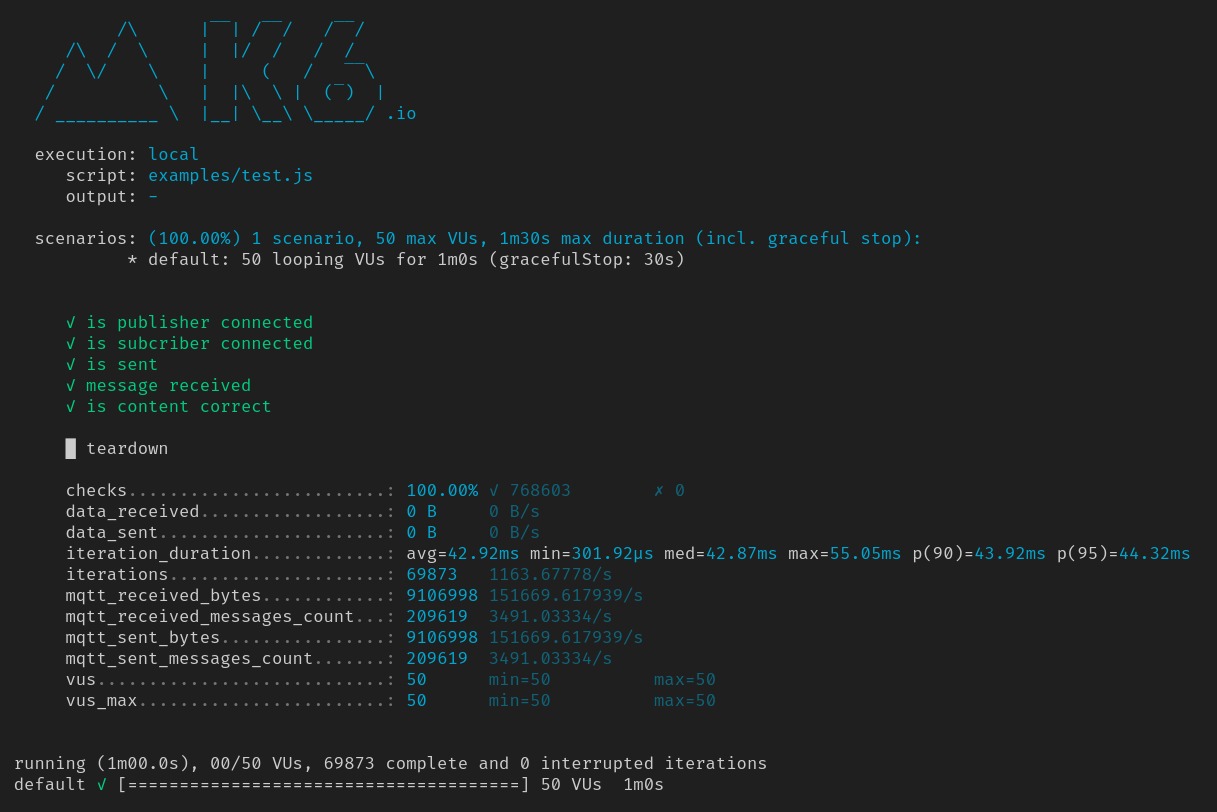 /\      |‾‾| /‾‾/   /‾‾/
     /\  /  \     |  |/  /   /  /
    /  \/    \    |     (   /   ‾‾\
   /          \   |  |\  \ |  (‾)  |
  / __________ \  |__| \__\ \_____/ .io
execution: local
script: examples/test.js
output: -
scenarios: (100.00%) 1 scenario, 50 max VUs, 1m30s max duration (incl. graceful stop):
* default: 50 looping VUs for 1m0s (gracefulStop: 30s)
√ is publisher connected
√ is subcriber connected
√ is sent
√ message received
√ is content correct
█ teardown
checks.........................: 100.00% √ 768603        ✗ 0
data_received..................: 0 B     0 B/s
data_sent......................: 0 B     0 B/s
iteration_duration.............: avg=42.92ms min=301.92µs med=42.87ms max=55.05ms p(90)=43.92ms p(95)=44.32ms
iterations.....................: 69873   1163.67778/s
mqtt_received_bytes............: 9106998 151669.617939/s
mqtt_received_messages_count...: 209619  3491.03334/s
mqtt_sent_bytes................: 9106998 151669.617939/s
mqtt_sent_messages_count.......: 209619  3491.03334/s
vus............................: 50      min=50          max=50
vus_max........................: 50      min=50          max=50
running (1m00.0s), 00/50 VUs, 69873 complete and 0 interrupted iterations
default √ [======================================] 50 VUs  1m0s